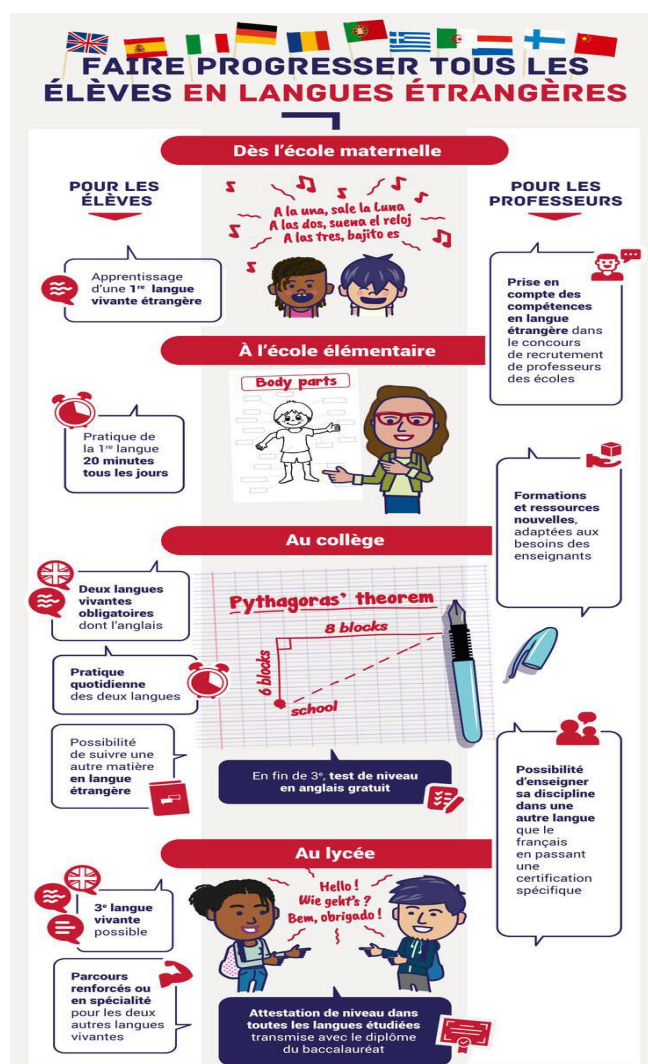 FAIRE PROGRESSER TOUS LES
ÉLÈVES EN LANGUES ÉTRANGÈRES
Dès l'école maternelle
POUR LES
ÉLÈVES
A la una, sale la Luna
A las dos, suena el reloj
A las tres, bajito es
POUR LES
PROFESSEURS
Apprentissage
d'une 1re langue
vivante étrangère
Prise en
compte des
compétences
en langue
étrangère dans
le concours
de recrutement
de professeurs
des écoles
À l'école élémentaire
Body parts
Pratique de
la 1re langue
20 minutes
tous les jours
Formations
et ressources
nouvelles,
adaptées aux
besoins des
enseignants
Au collège
Deux langues
vivantes
obligatoires
dont l'anglais
Pythagoras' theorem
8 blocks
6 blocks
school
Pratique
quotidienne
des deux langues
Possibilité
de suivre une
autre matière
en langue
étrangère
En fin de 3e, test de niveau
en anglais gratuit
Possibilité
d'enseigner
sa discipline
dans une
autre langue
que le
français
en passant
une
certification
spécifique
Au lycée
3e langue
vivante
possible
Hello !
Wie geht's ?
Bem, obrigado !
Parcours
renforcés ou
en spécialité
pour les deux
autres langues
vivantes
Attestation de niveau dans
toutes les langues étudiées
transmise avec le diplôme
du baccalauréat